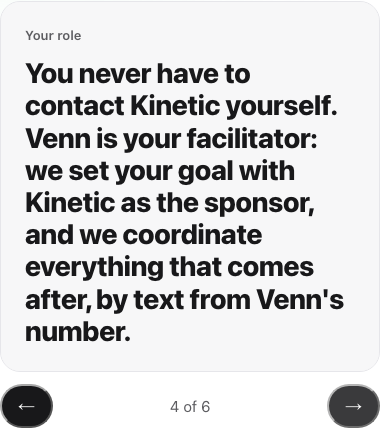 Your role
You never have to
contact Kinetic yourself.
Venn is your facilitator:
we set your goal with
Kinetic as the sponsor,
and we coordinate
everything that comes
after, by text from Venn's
number.
← 4 of 6 →